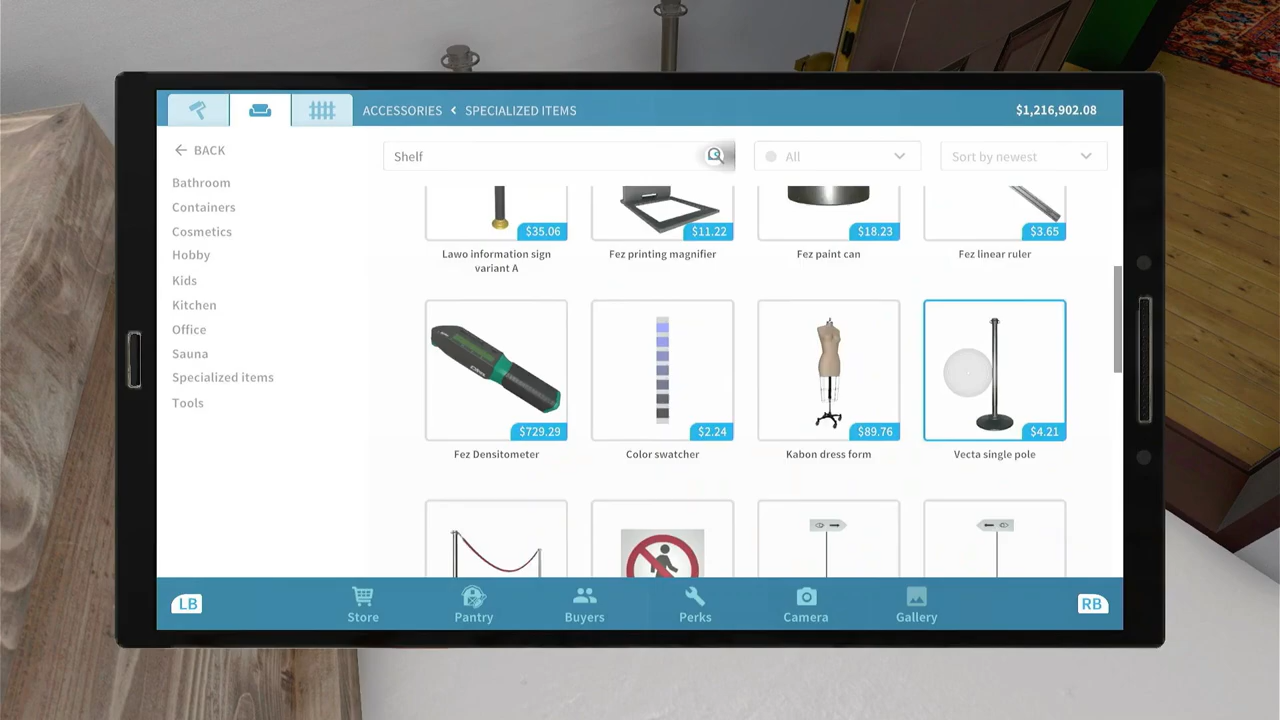 ACCESSORIES < SPECIALIZED ITEMS
$1,216,902.08
BACK
Shelf
All
Sort by newest
Bathroom
Containers
Cosmetics
Hobby
Kids
Kitchen
Office
Sauna
Specialized items
Tools
$35.06
$11.22
$18.23
$3.65
Lawo information sign
variant A
Fez printing magnifier
Fez paint can
Fez linear ruler
$729.29
$2.24
$89.76
$4.21
Fez Densitometer
Color swatcher
Kabon dress form
Vecta single pole
LB
Store
Pantry
Buyers
Perks
Camera
Gallery
RB